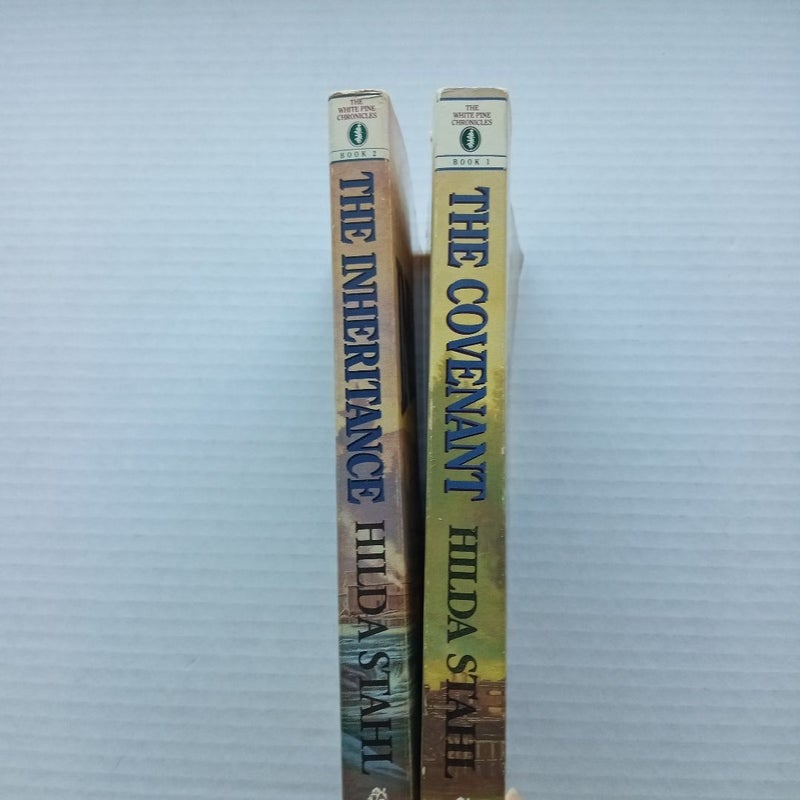 THE
WHITE PINE
CHRONICLES
BOOK 2
THE INHERITANCE
HILDA STAHL
THE
WHITE PINE
CHRONICLES
BOOK 1
THE COVENANT
HILDA STAHL